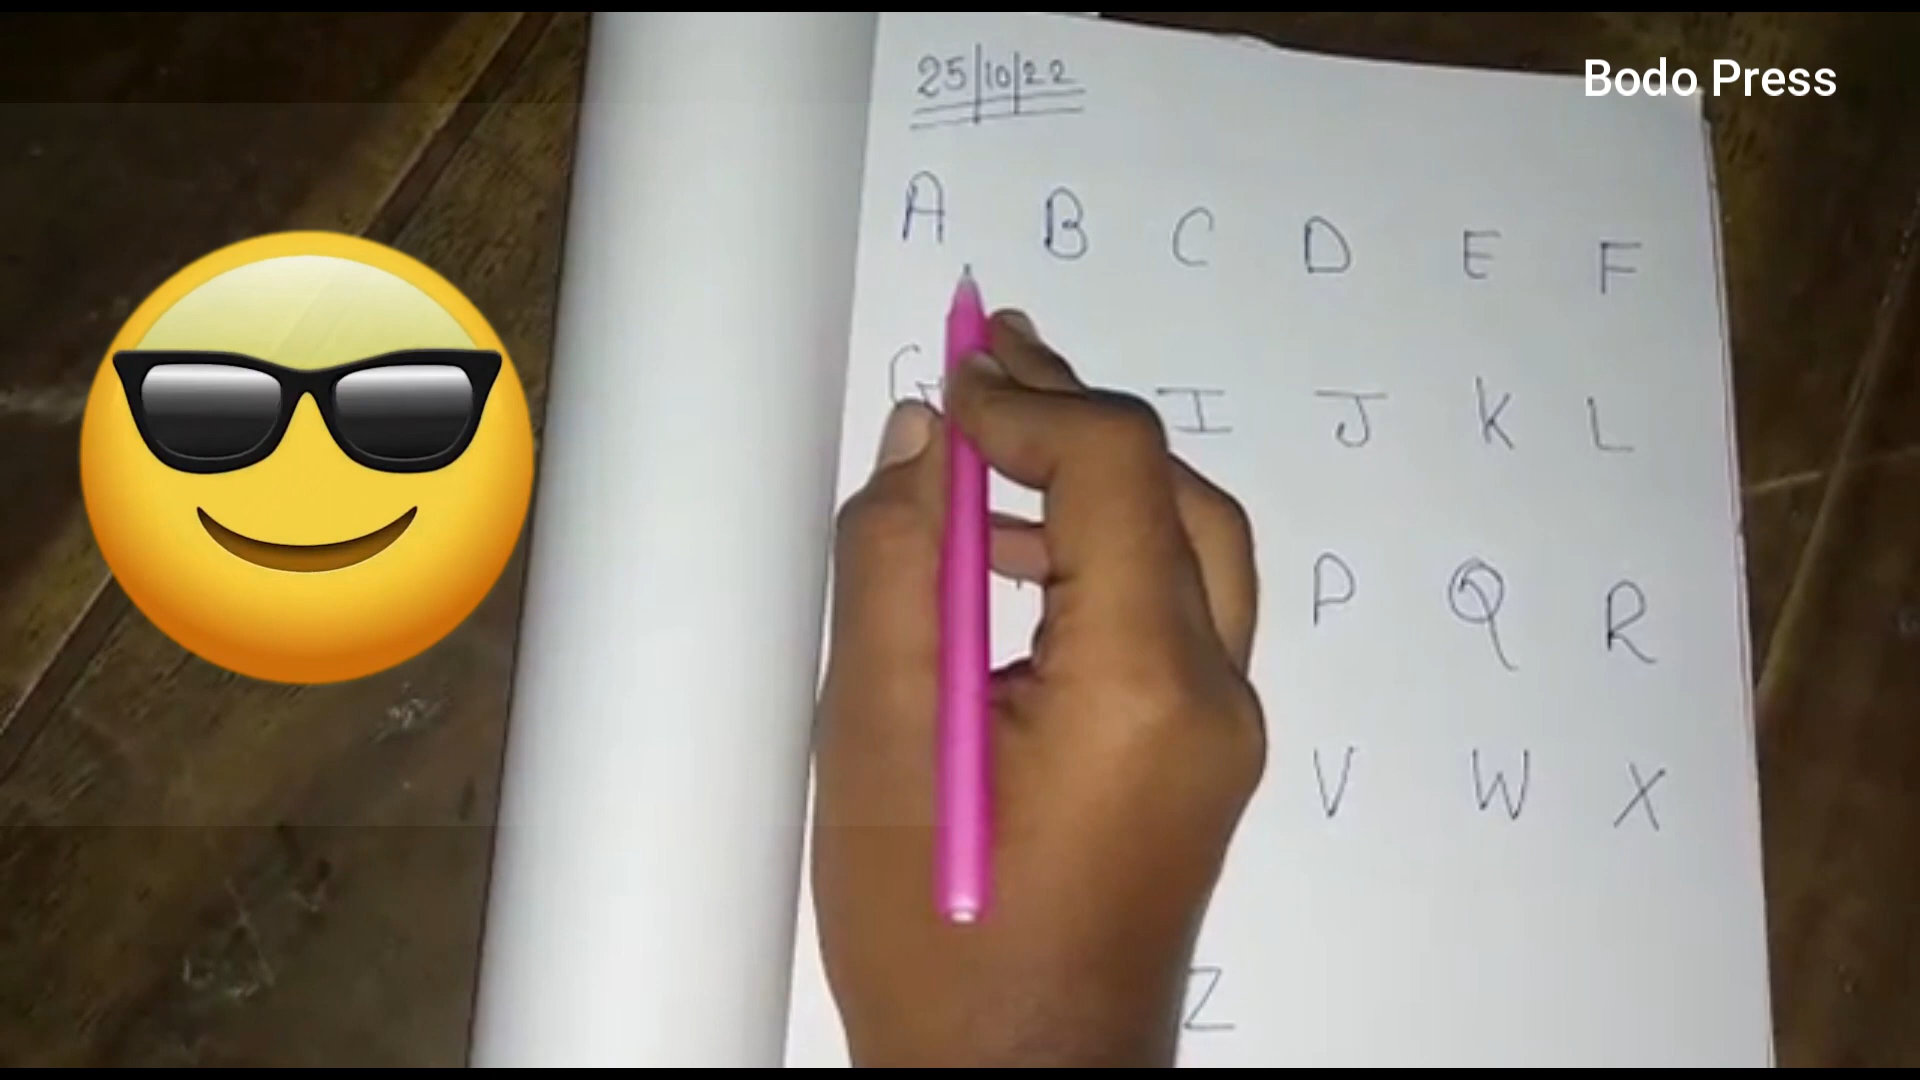 Bodo Press
25/10/22
A B C D E F
G I J K L
P Q R
V W X
Z